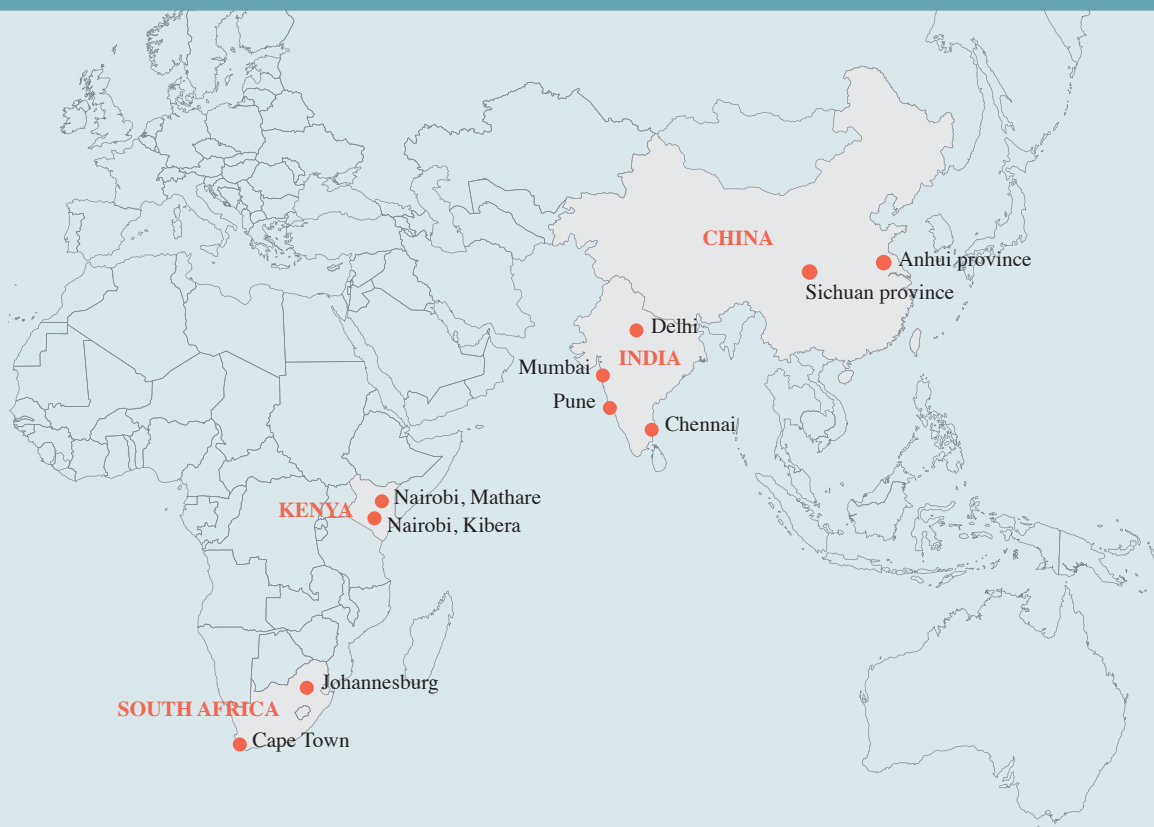 CHINA
Anhui province
Sichuan province
Delhi
INDIA
Mumbai
Pune
Chennai
Nairobi, Mathare
KENYA
Nairobi, Kibera
Johannesburg
SOUTH AFRICA
Cape Town